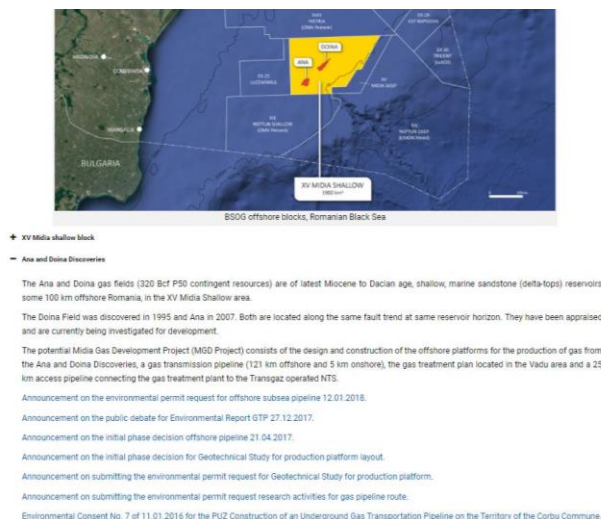 DOINA
ANA
MANGALIA
BULGARIA
XV MIDIA SHALLOW
BSOG offshore blocks, Romanian Black Sea
+ XV Midia shallow block
− Ana and Doina Discoveries
The Ana and Doina gas fields (320 Bcf P50 contingent resources) are of latest Miocene to Dacian age, shallow, marine sandstone (delta-tops) reservoirs
some 100 km offshore Romania, in the XV Midia Shallow area.
The Doina Field was discovered in 1995 and Ana in 2007. Both are located along the same fault trend at same reservoir horizon. They have been appraised
and are currently being investigated for development.
The potential Midia Gas Development Project (MGD Project) consists of the design and construction of the offshore platforms for the production of gas from
the Ana and Doina Discoveries, a gas transmission pipeline (121 km offshore and 5 km onshore), the gas treatment plan located in the Vadu area and a 25
km access pipeline connecting the gas treatment plant to the Transgaz operated NTS.
Announcement on the environmental permit request for offshore subsea pipeline 12.01.2018.
Announcement on the public debate for Environmental Report GTP 27.12.2017.
Announcement on the initial phase decision offshore pipeline 21.04.2017.
Announcement on the initial phase decision for Geotechnical Study for production platform layout.
Announcement on submitting the environmental permit request for Geotechnical Study for production platform.
Announcement on submitting the environmental permit request research activities for gas pipeline route.
Environmental Consent No. 7 of 11.01.2016 for the PUZ Construction of an Underground Gas Transportation Pipeline on the Territory of the Corbu Commune